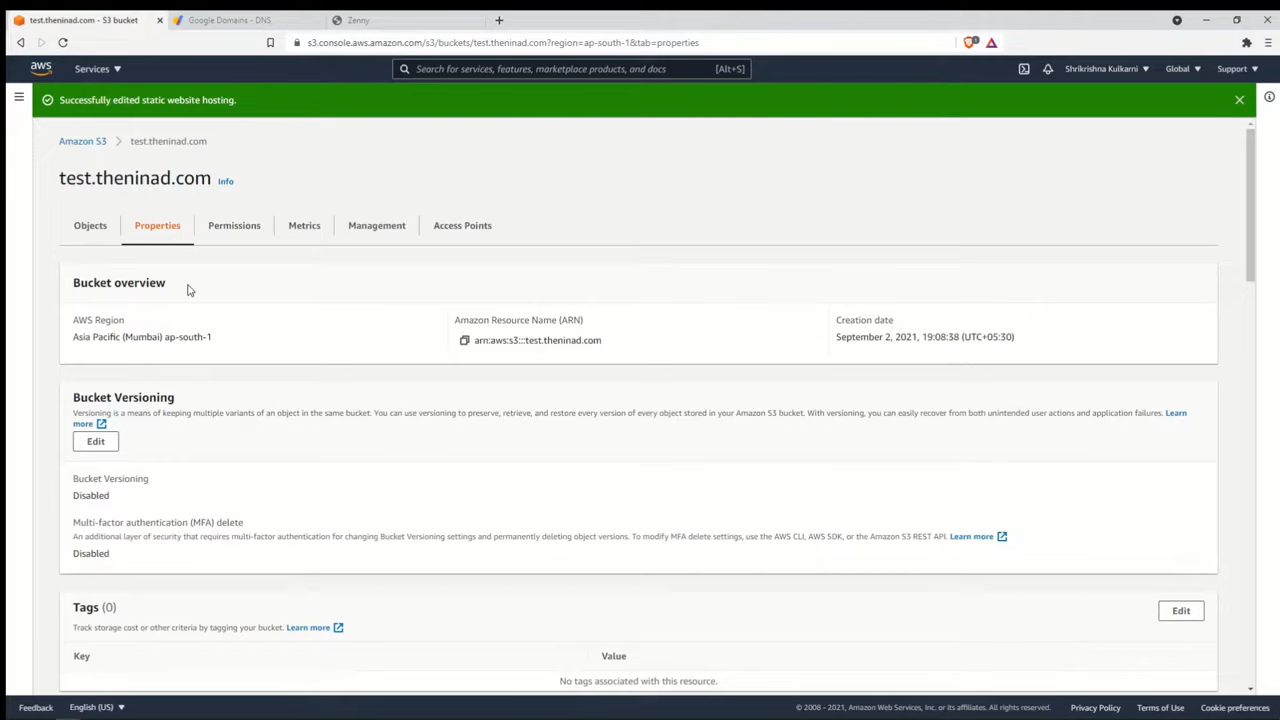 test.theninad.com - S3 bucket
Google Domains - DNS
Zenny
s3.console.aws.amazon.com/s3/buckets/test.theninad.com?region=ap-south-1&tab=properties
1
aws
Services
Search for services, features, marketplace products, and docs
[Alt+S]
Shrikrishna Kulkarni
Global
Support
Successfully edited static website hosting.
Amazon S3
test.theninad.com
test.theninad.com
Info
Objects
Properties
Permissions
Metrics
Management
Access Points
Bucket overview
AWS Region
Asia Pacific (Mumbai) ap-south-1
Amazon Resource Name (ARN)
arn:aws:s3:::test.theninad.com
Creation date
September 2, 2021, 19:08:38 (UTC+05:30)
Bucket Versioning
Versioning is a means of keeping multiple variants of an object in the same bucket. You can use versioning to preserve, retrieve, and restore every version of every object stored in your Amazon S3 bucket. With versioning, you can easily recover from both unintended user actions and application failures. Learn
more
Edit
Bucket Versioning
Disabled
Multi-factor authentication (MFA) delete
An additional layer of security that requires multi-factor authentication for changing Bucket Versioning settings and permanently deleting object versions. To modify MFA delete settings, use the AWS CLI, AWS SDK, or the Amazon S3 REST API. Learn more
Disabled
Tags (0)
Edit
Track storage cost or other criteria by tagging your bucket. Learn more
Key
Value
No tags associated with this resource.
Feedback
English (US)
© 2008 - 2021, Amazon Web Services, Inc. or its affiliates. All rights reserved.
Privacy Policy
Terms of Use
Cookie preferences